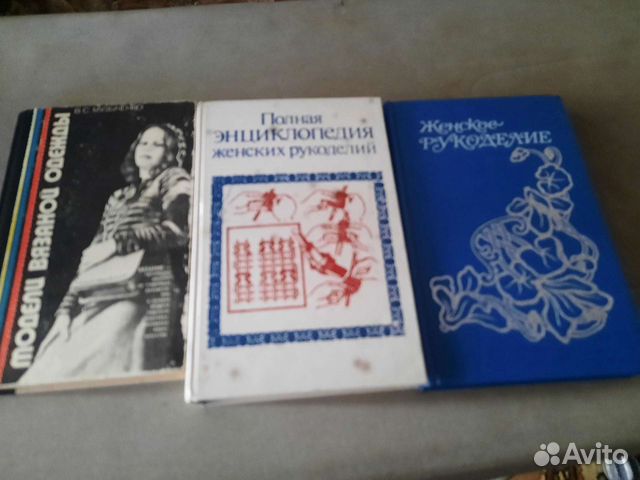 МОДЕЛИ ВЯЗАНОЙ ОДЕЖДЫ
Полная
ЭНЦИКЛОПЕДИЯ
женских рукоделий
Женское
РУКОДЕЛИЕ
Avito